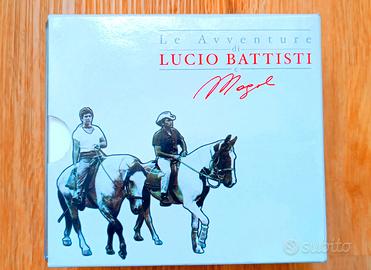 Le Avventure
di
LUCIO BATTISTI
e
Mogol
subito